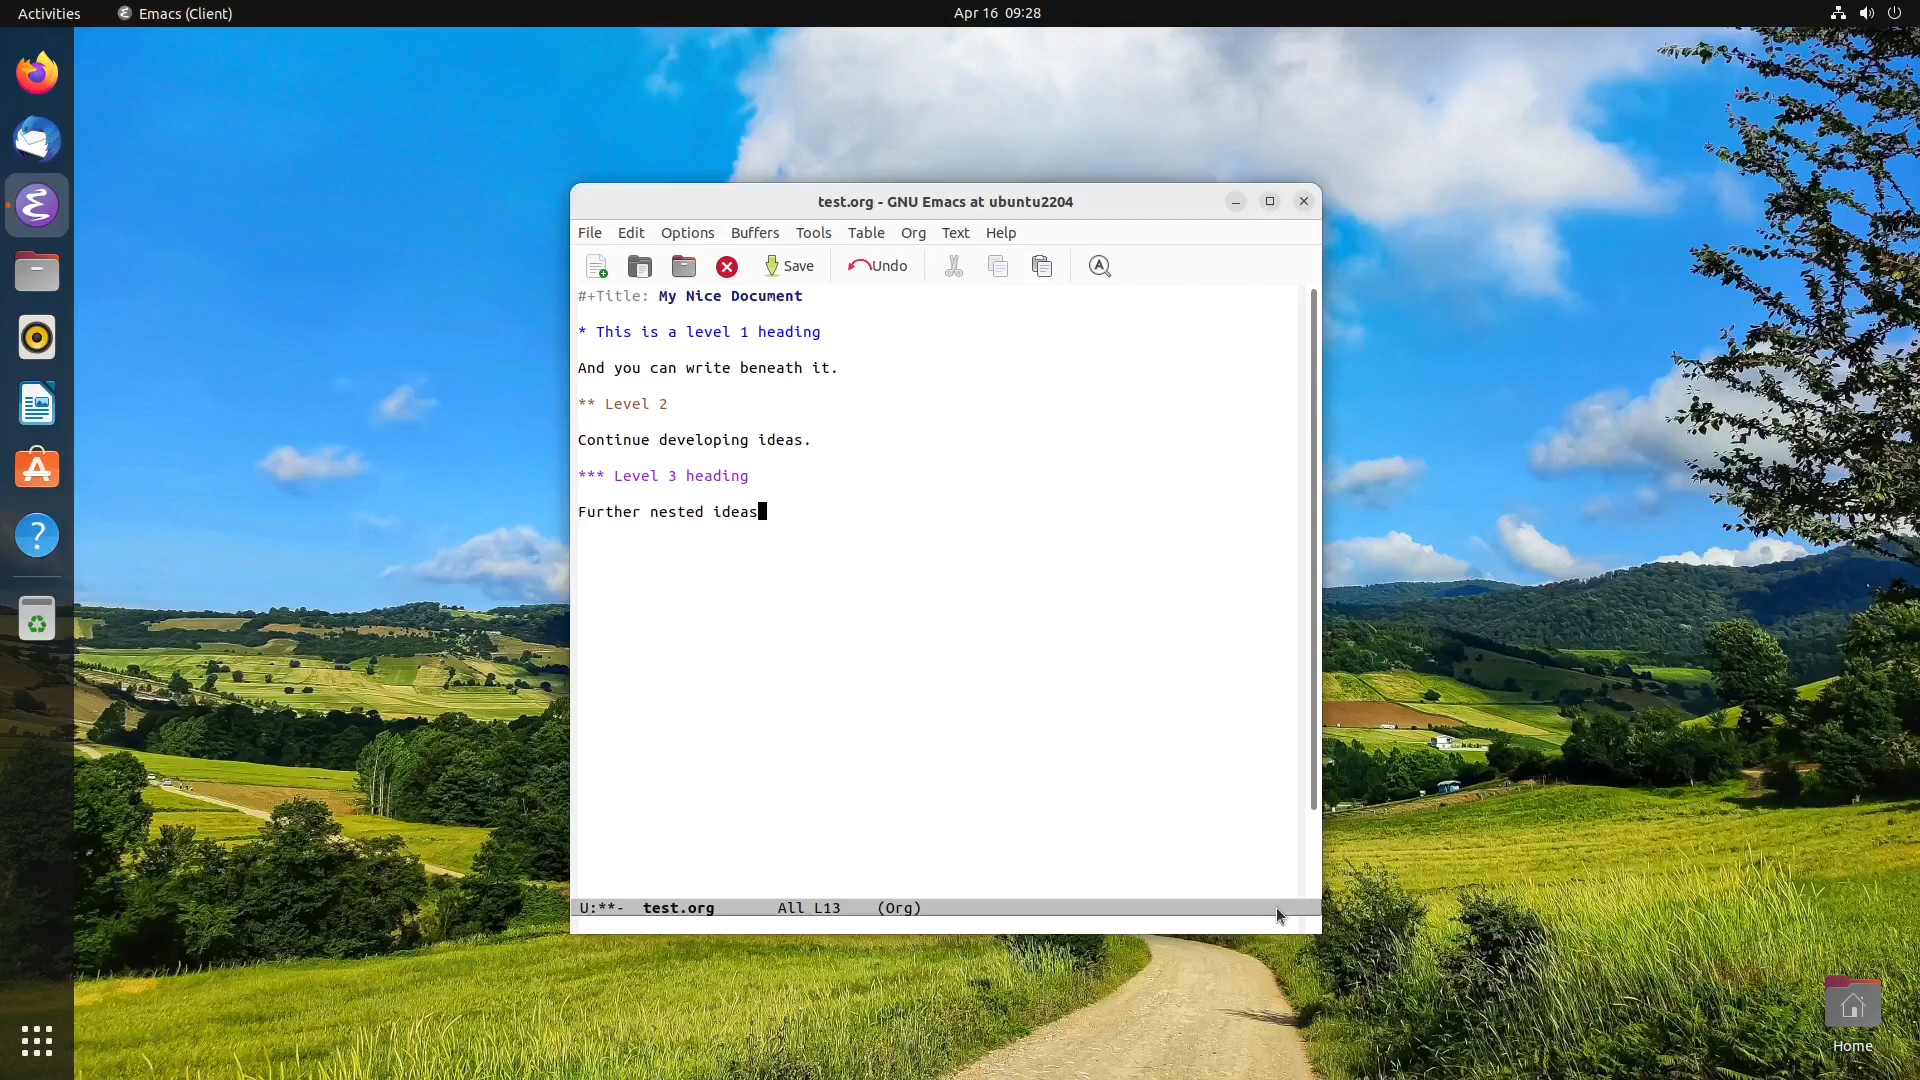 Activities
Emacs (Client)
Apr 16 09:28
test.org - GNU Emacs at ubuntu2204
File Edit Options Buffers Tools Table Org Text Help
Save Undo
#+Title: My Nice Document
* This is a level 1 heading
And you can write beneath it.
** Level 2
Continue developing ideas.
*** Level 3 heading
Further nested ideas
U:**- test.org All L13 (Org)
Home